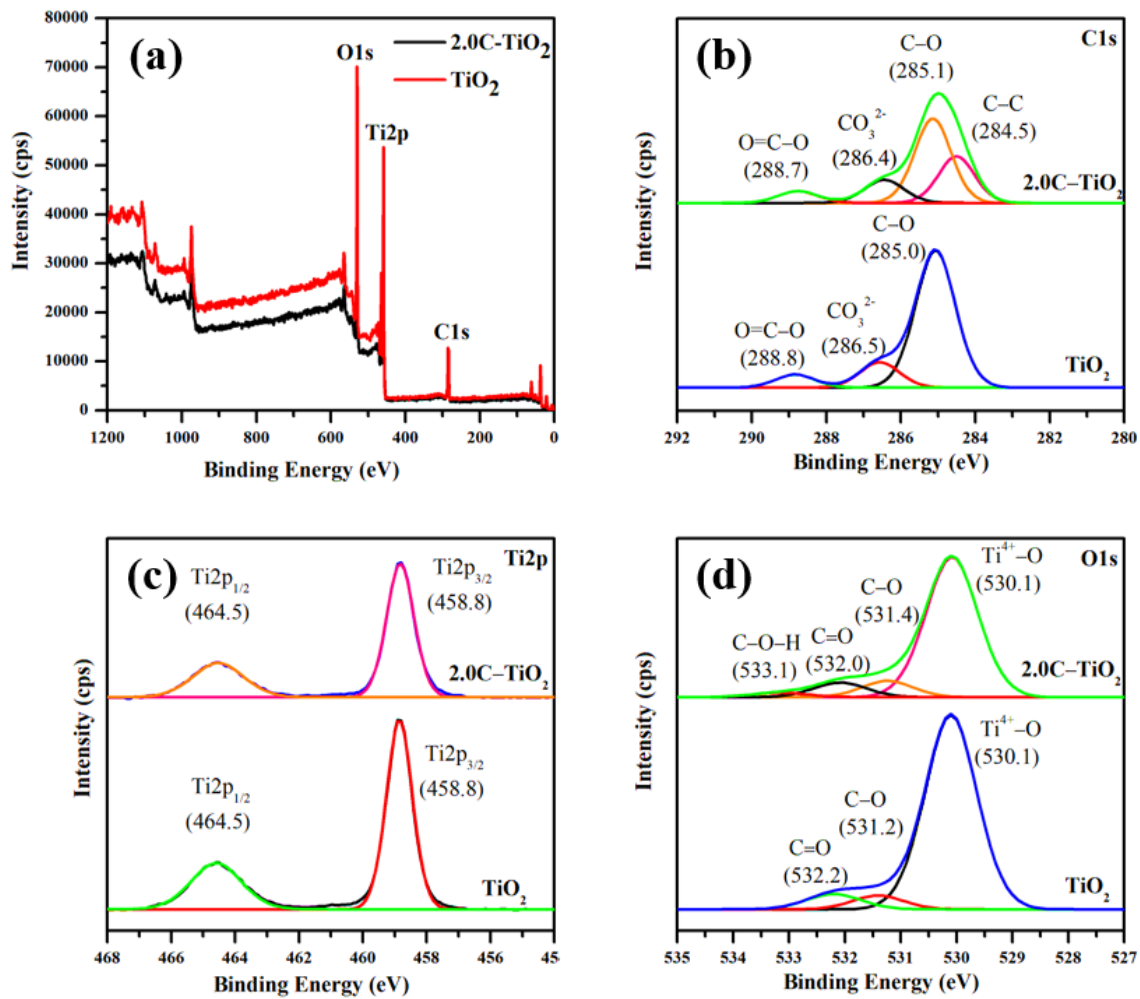 (a)
2.0C-TiO₂
TiO₂
O1s
Ti2p
C1s
80000
70000
60000
50000
40000
30000
20000
10000
0
Intensity (cps)
1200 1000 800 600 400 200 0
Binding Energy (eV)
(b)
C1s
C–O
(285.1)
C–C
(284.5)
CO₃²⁻
(286.4)
O=C–O
(288.7)
2.0C–TiO₂
C–O
(285.0)
CO₃²⁻
(286.5)
O=C–O
(288.8)
TiO₂
Intensity (cps)
292 290 288 286 284 282 280
Binding Energy (eV)
(c)
Ti2p
Ti2p₁/₂
(464.5)
Ti2p₃/₂
(458.8)
2.0C–TiO₂
Ti2p₁/₂
(464.5)
Ti2p₃/₂
(458.8)
TiO₂
Intensity (cps)
468 466 464 462 460 458 456 45
Binding Energy (eV)
(d)
O1s
Ti⁴⁺–O
(530.1)
C–O
(531.4)
C=O
(532.0)
C–O–H
(533.1)
2.0C–TiO₂
Ti⁴⁺–O
(530.1)
C–O
(531.2)
C=O
(532.2)
TiO₂
Intensity (cps)
535 534 533 532 531 530 529 528 527
Binding Energy (eV)